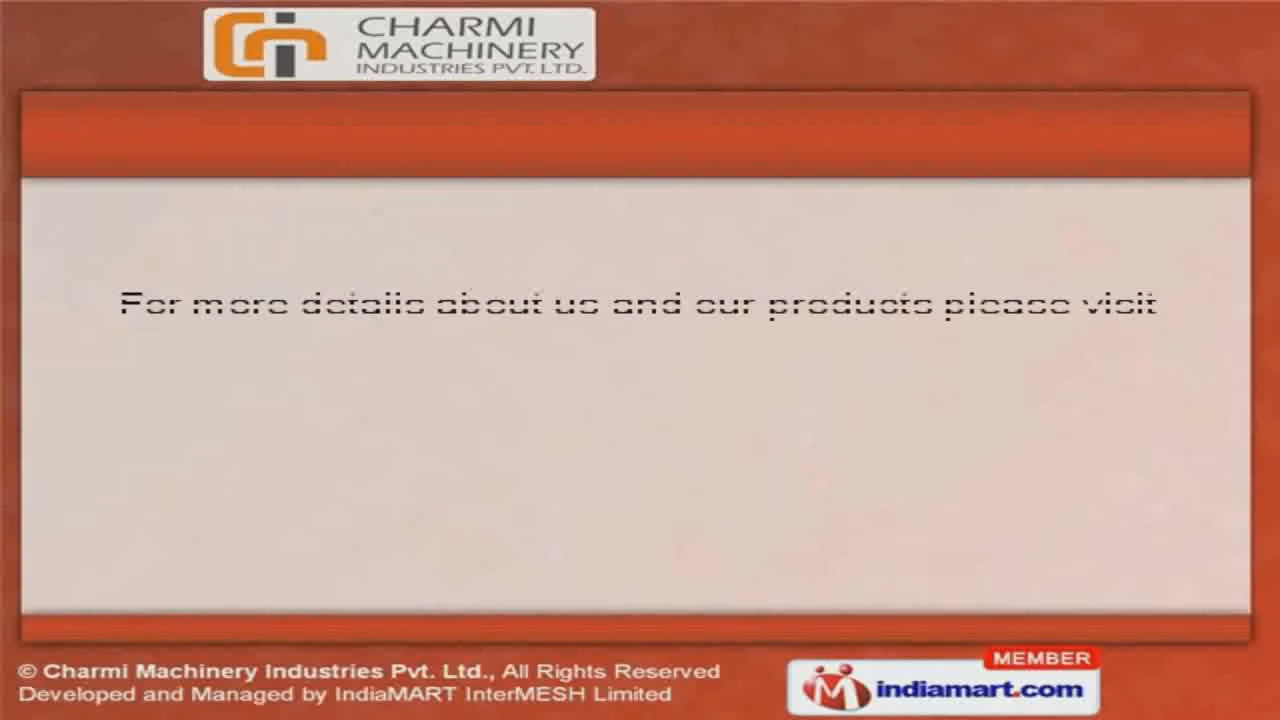 CHARMI
MACHINERY
INDUSTRIES PVT. LTD.
For more details about us and our products please visit
© Charmi Machinery Industries Pvt. Ltd., All Rights Reserved
Developed and Managed by IndiaMART InterMESH Limited
MEMBER
indiamart.com